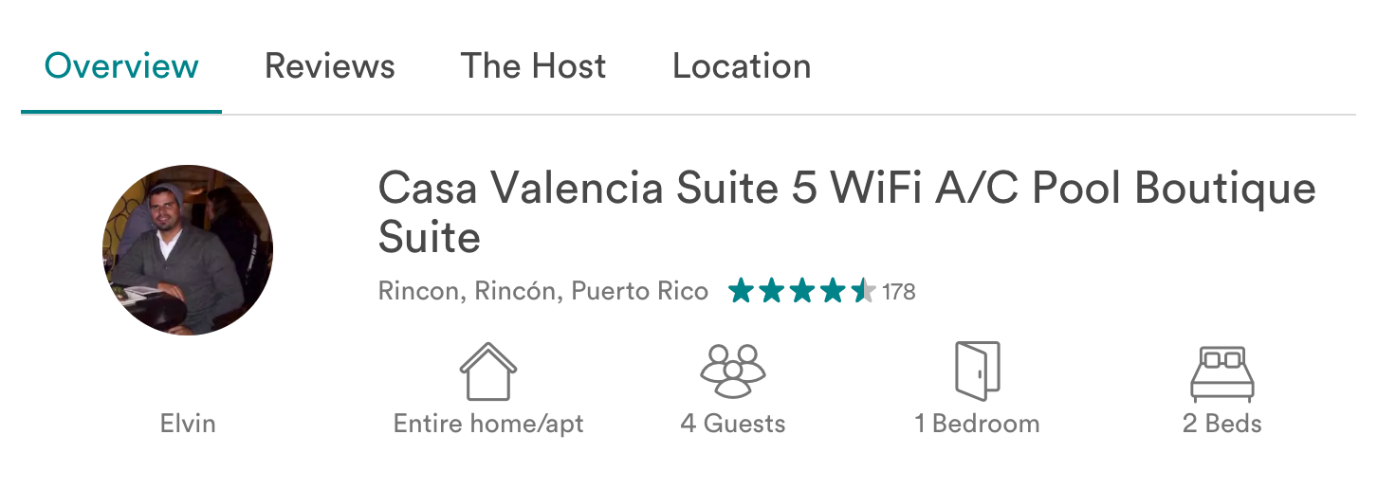 Overview
Reviews
The Host
Location
Casa Valencia Suite 5 WiFi A/C Pool Boutique
Suite
Rincon, Rincón, Puerto Rico 178
Elvin
Entire home/apt
4 Guests
1 Bedroom
2 Beds